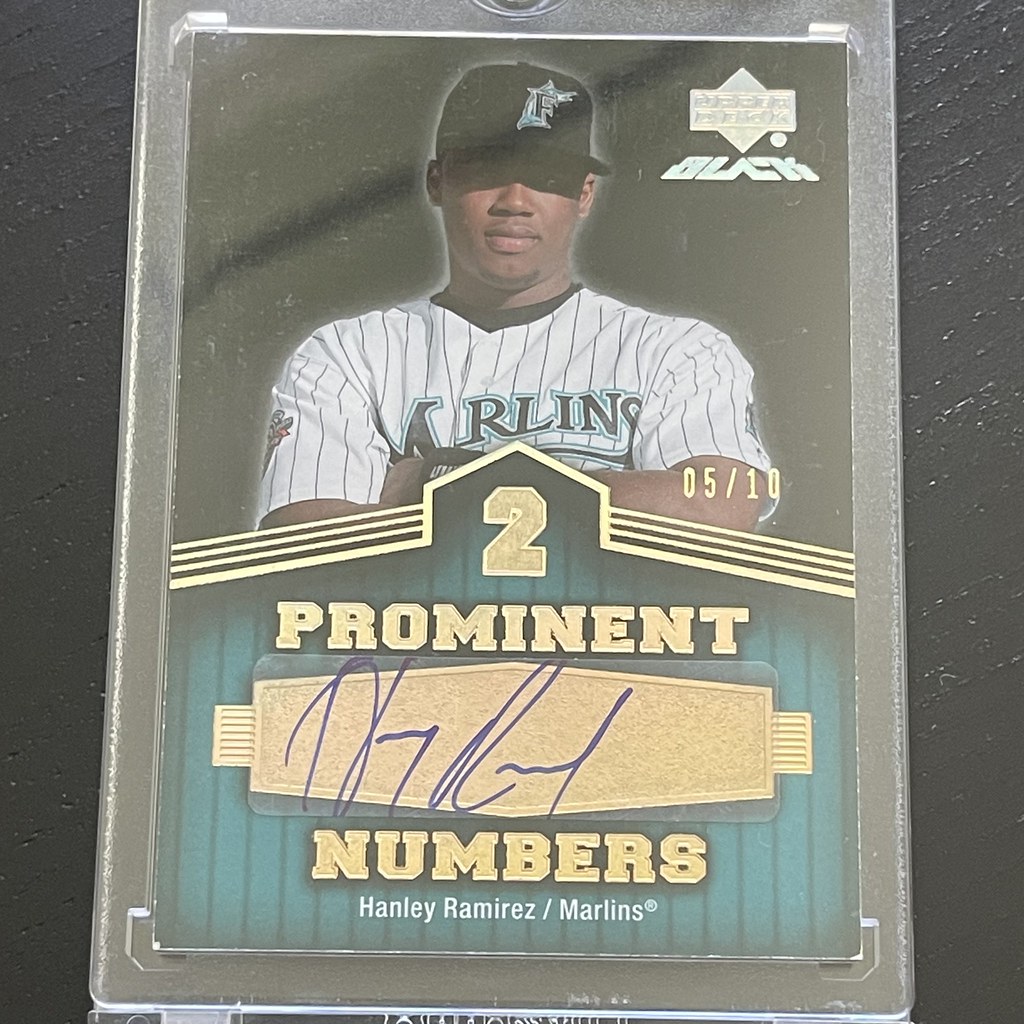 F
UPPER
DECK
BLACK
MARLINS
05/10
2
PROMINENT
NUMBERS
Hanley Ramirez / Marlins®